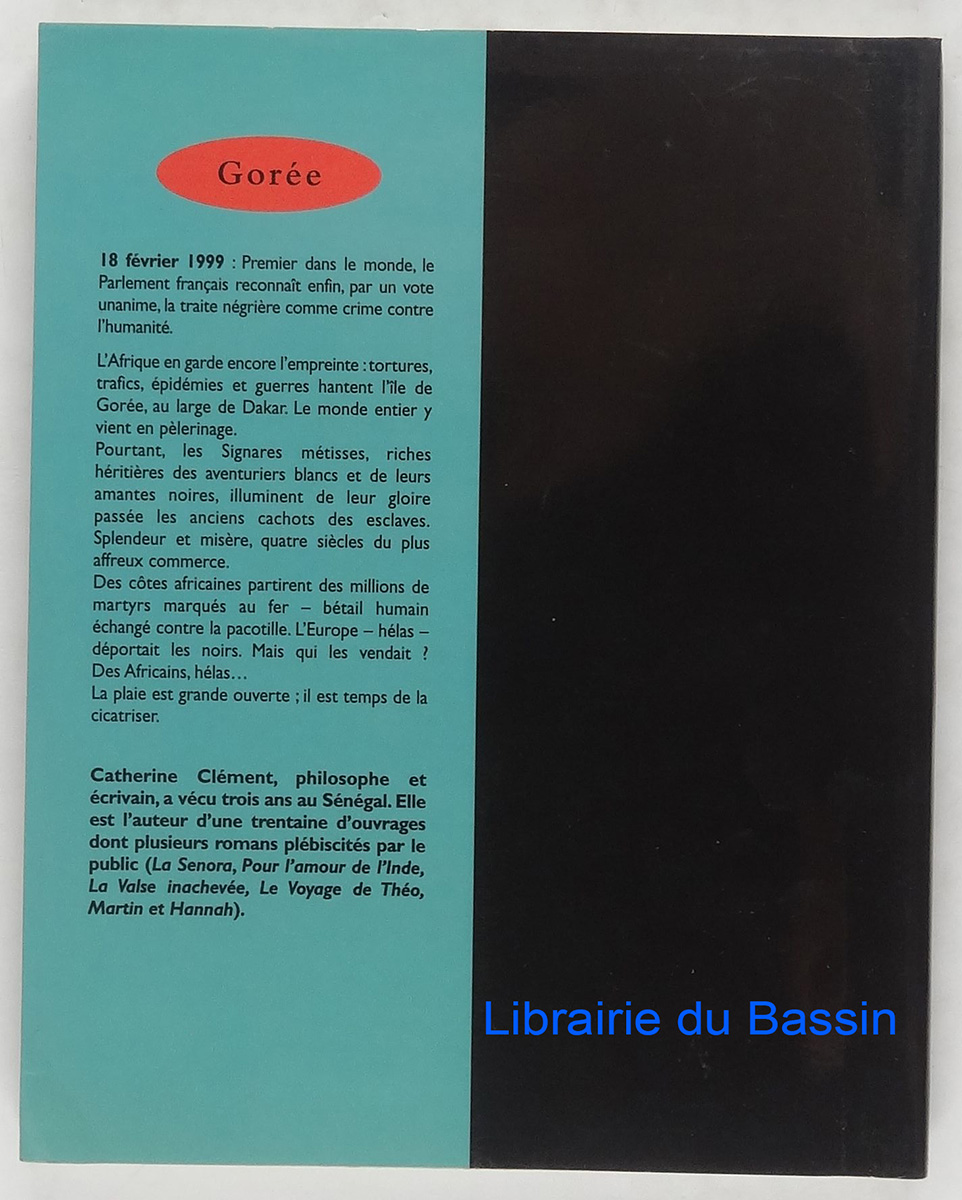 Gorée
18 février 1999 : Premier dans le monde, le
Parlement français reconnaît enfin, par un vote
unanime, la traite négrière comme crime contre
l'humanité.
L'Afrique en garde encore l'empreinte : tortures,
trafics, épidémies et guerres hantent l'île de
Gorée, au large de Dakar. Le monde entier y
vient en pèlerinage.
Pourtant, les Signares métisses, riches
héritières des aventuriers blancs et de leurs
amantes noires, illuminent de leur gloire
passée les anciens cachots des esclaves.
Splendeur et misère, quatre siècles du plus
affreux commerce.
Des côtes africaines partirent des millions de
martyrs marqués au fer – bétail humain
échangé contre la pacotille. L'Europe – hélas –
déportait les noirs. Mais qui les vendait ?
Des Africains, hélas…
La plaie est grande ouverte ; il est temps de la
cicatriser.
Catherine Clément, philosophe et
écrivain, a vécu trois ans au Sénégal. Elle
est l'auteur d'une trentaine d'ouvrages
dont plusieurs romans plébiscités par le
public (La Senora, Pour l'amour de l'Inde,
La Valse inachevée, Le Voyage de Théo,
Martin et Hannah).
Librairie du Bassin